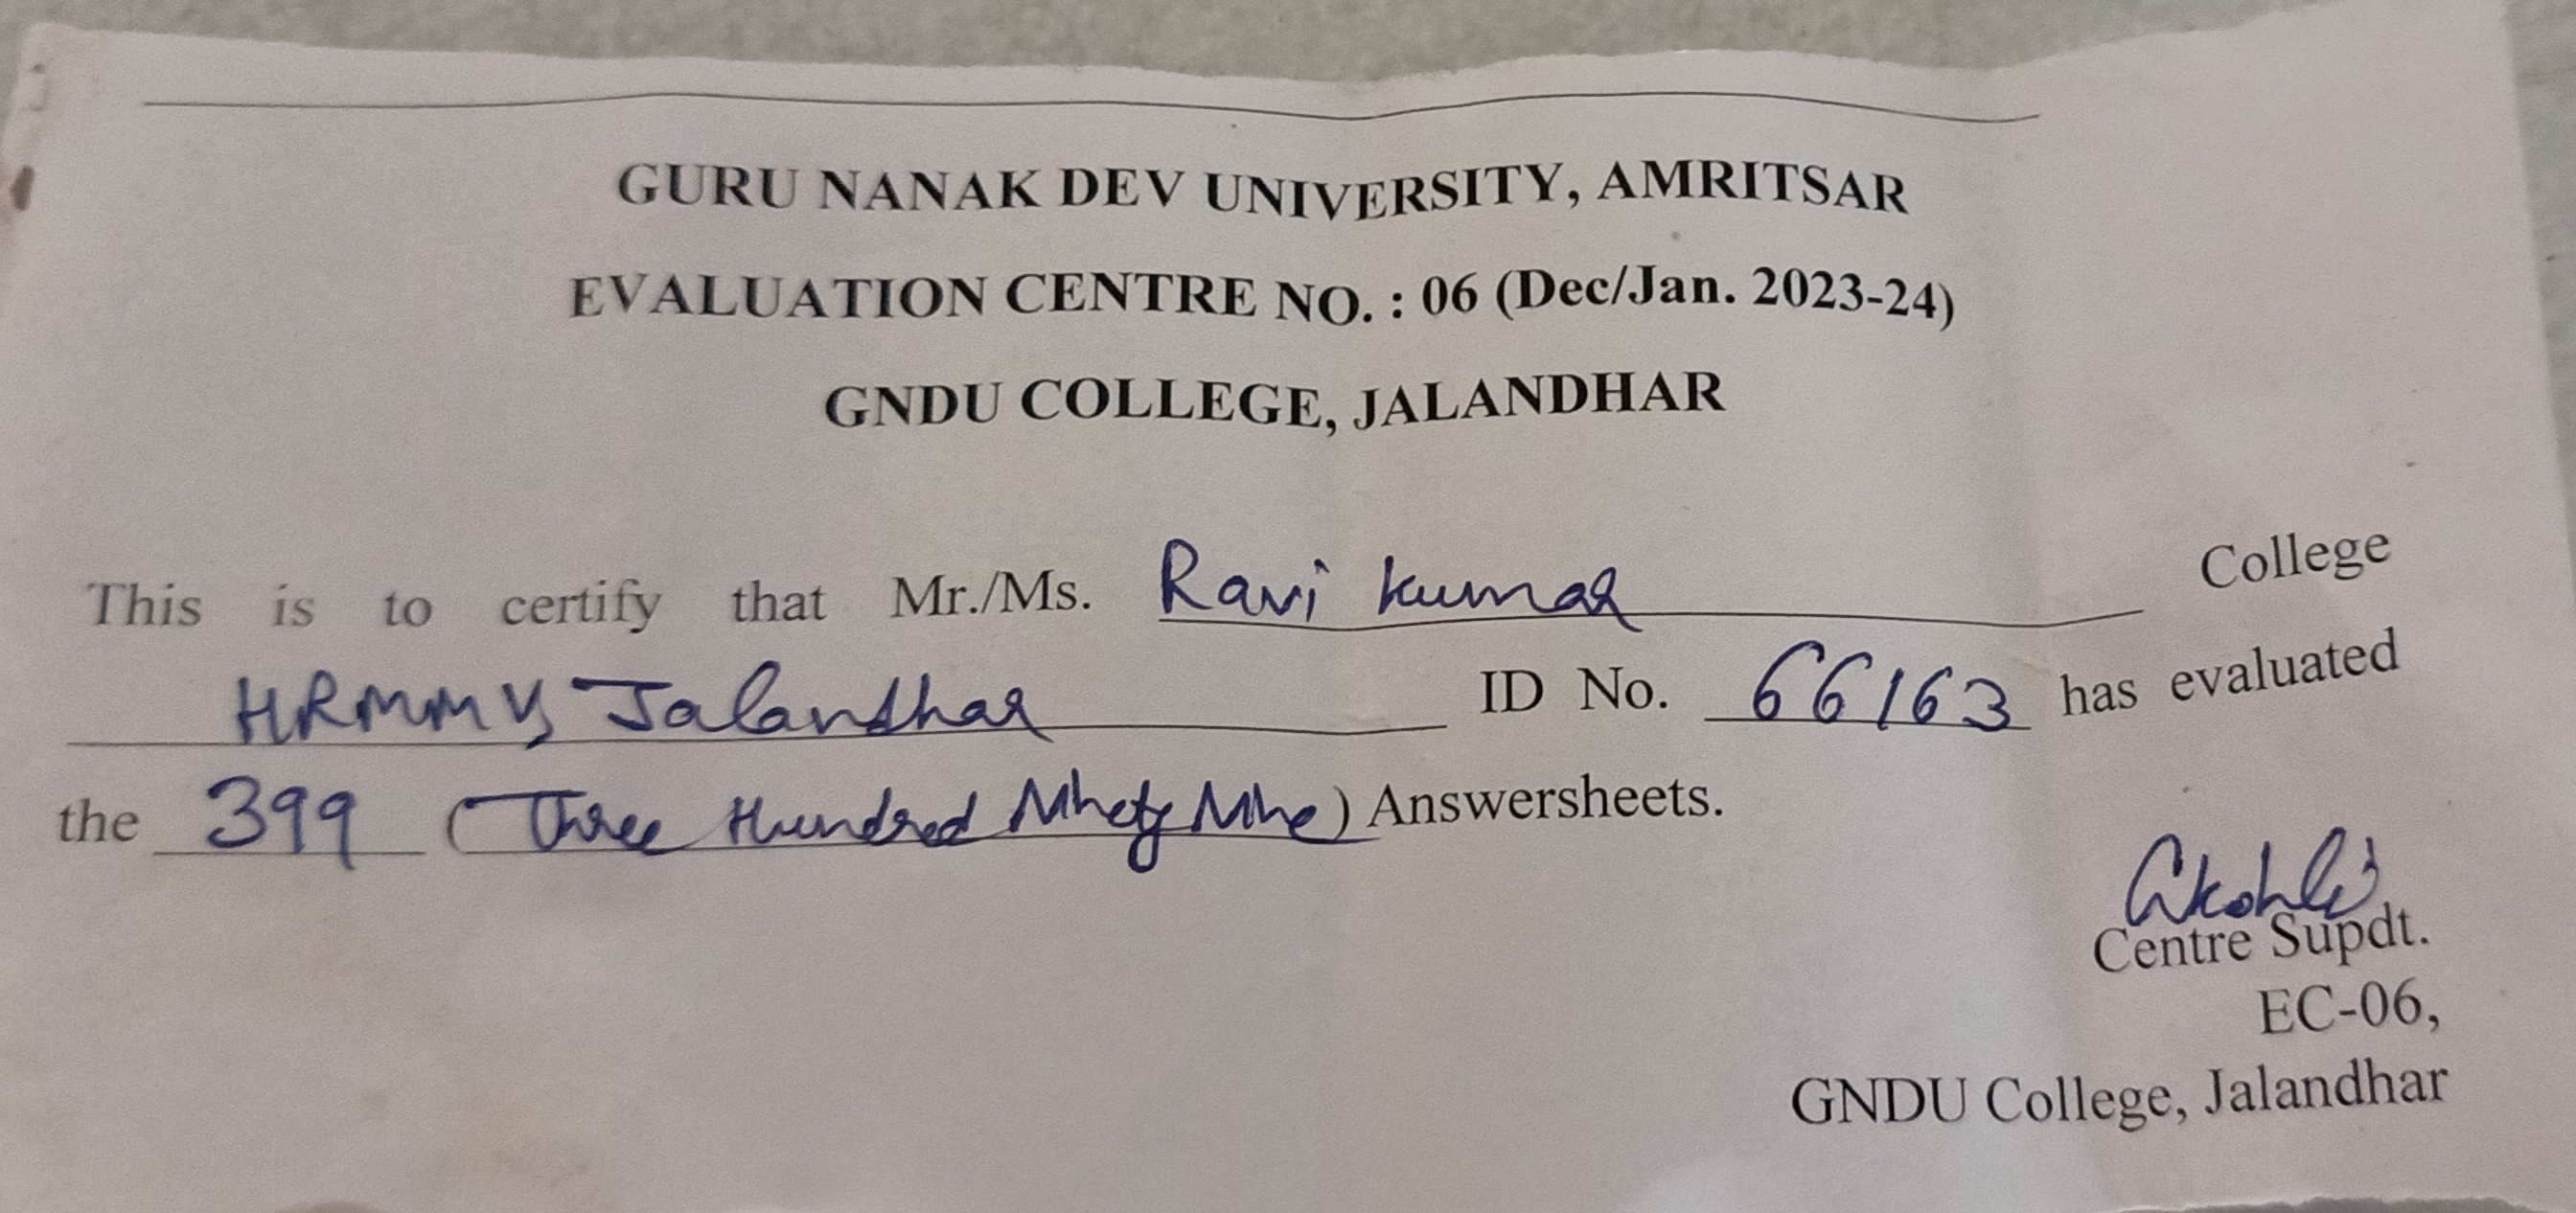 GURU NANAK DEV UNIVERSITY, AMRITSAR
EVALUATION CENTRE NO. : 06 (Dec/Jan. 2023-24)
GNDU COLLEGE, JALANDHAR
This is to certify that Mr./Ms. Ravi Kumar College
HRMMV, Jalandhar ID No. 66163 has evaluated
the 399 (Three Hundred Ninety Nine) Answersheets.
Centre Supdt.
EC-06,
GNDU College, Jalandhar